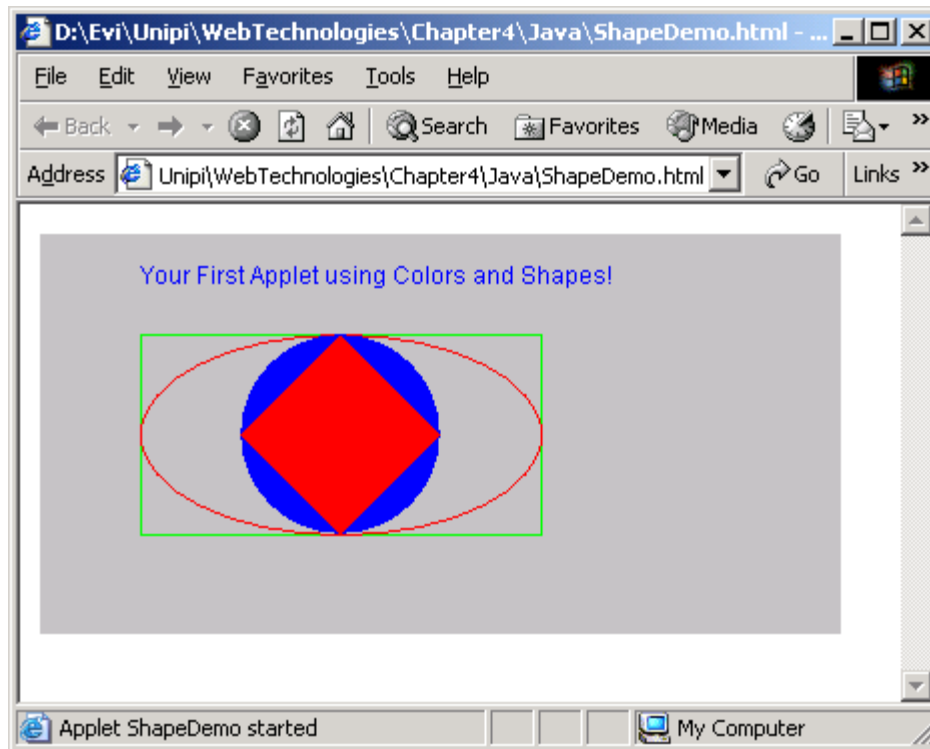 D:\Evi\Unipi\WebTechnologies\Chapter4\Java\ShapeDemo.html - ...
File Edit View Favorites Tools Help
Back Search Favorites Media »
Address Unipi\WebTechnologies\Chapter4\Java\ShapeDemo.html Go Links »
Your First Applet using Colors and Shapes!
Applet ShapeDemo started My Computer